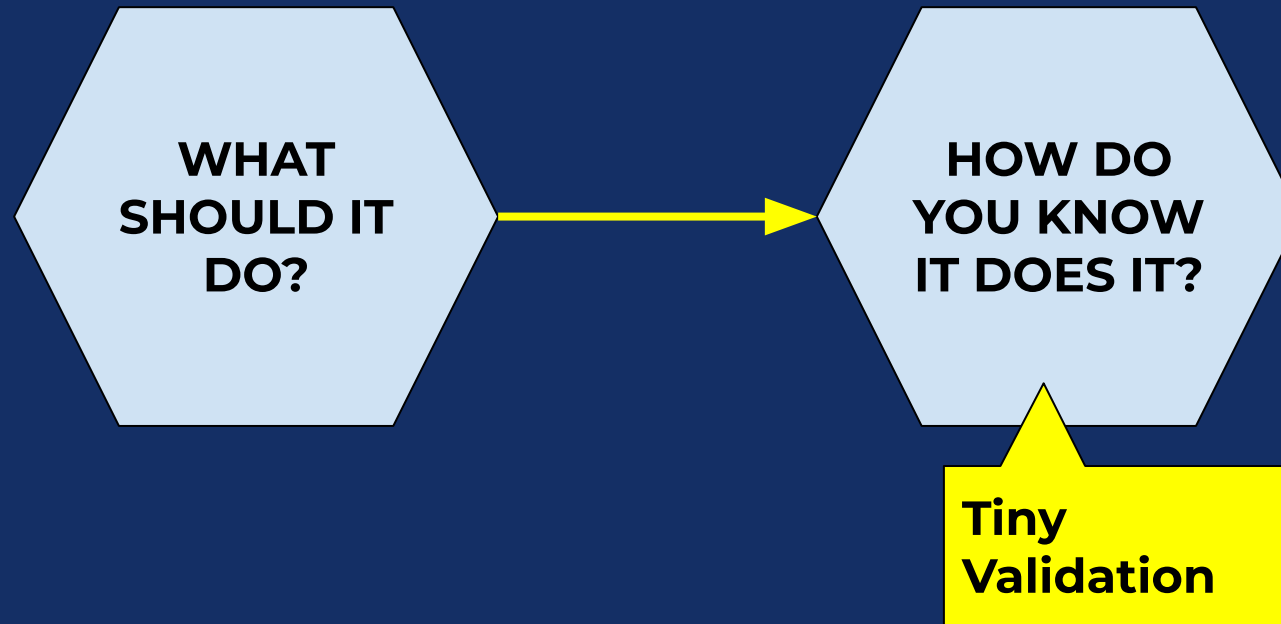 WHAT
SHOULD IT
DO?
HOW DO
YOU KNOW
IT DOES IT?
Tiny
Validation